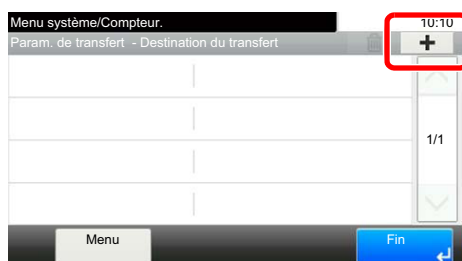 Menu système/Compteur.
10:10
Param. de transfert - Destination du transfert
+
1/1
Menu
Fin